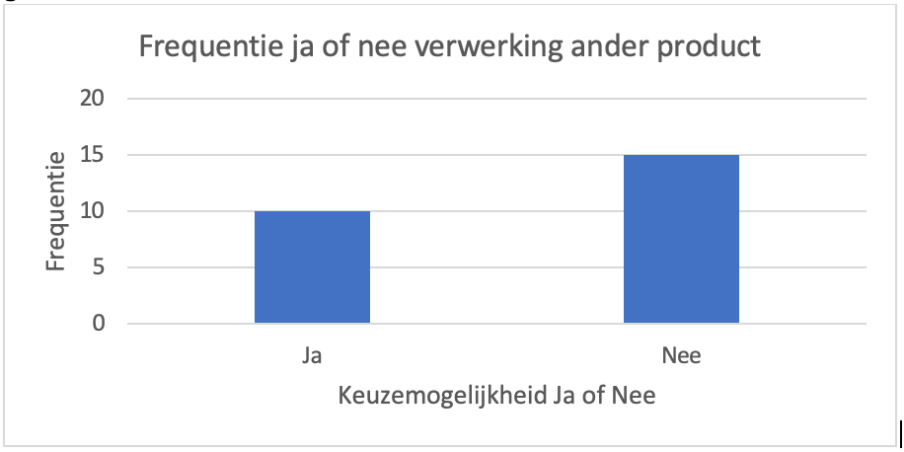 Frequentie ja of nee verwerking ander product
20
15
10
5
0
Frequentie
Ja Nee
Keuzemogelijkheid Ja of Nee